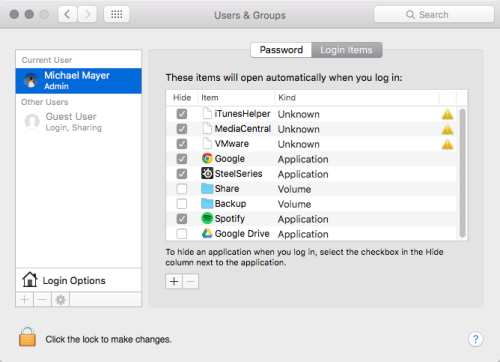 Users & Groups
Search
Password Login Items
Current User
Michael Mayer
Admin
Other Users
Guest User
Login, Sharing
Login Options
These items will open automatically when you log in:
Hide Item Kind
iTunesHelper Unknown
MediaCentral Unknown
VMware Unknown
Google Application
SteelSeries Application
Share Volume
Backup Volume
Spotify Application
Google Drive Application
To hide an application when you log in, select the checkbox in the Hide
column next to the application.
Click the lock to make changes.
?